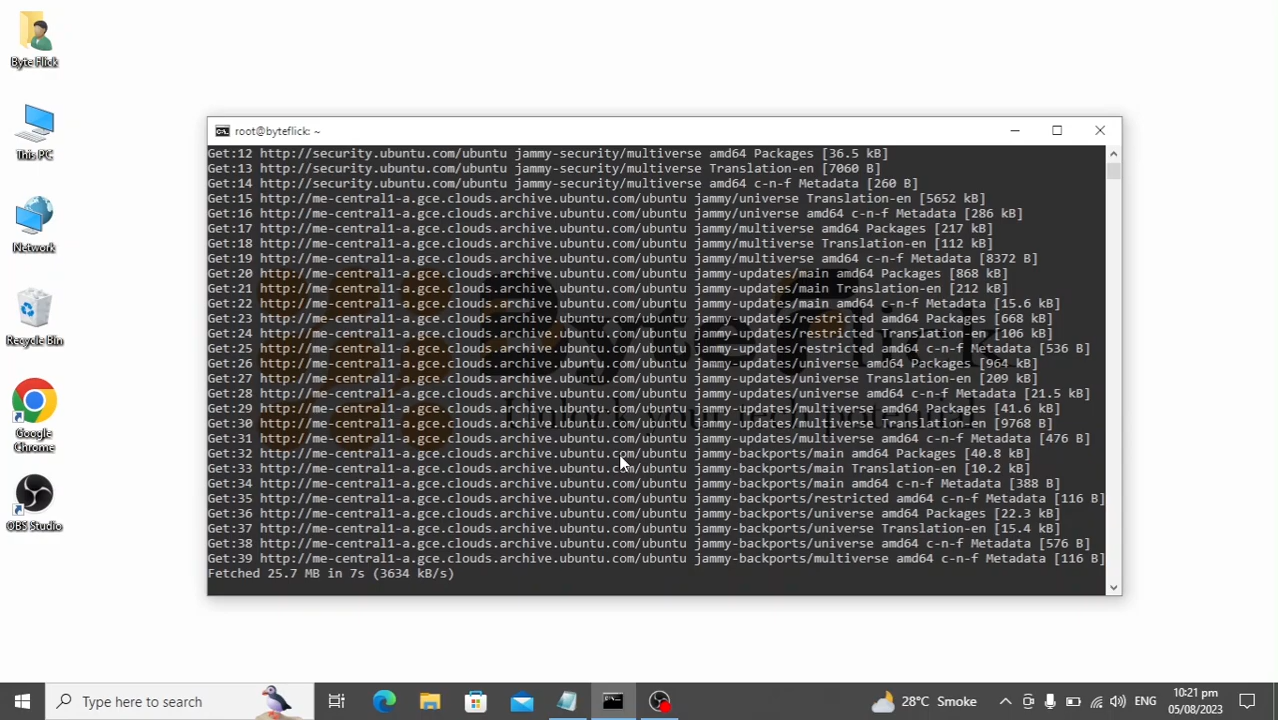 Byte Flick
This PC
Network
Recycle Bin
Google
Chrome
OBS Studio
root@byteflick: ~
Get:12 http://security.ubuntu.com/ubuntu jammy-security/multiverse amd64 Packages [36.5 kB]
Get:13 http://security.ubuntu.com/ubuntu jammy-security/multiverse Translation-en [7060 B]
Get:14 http://security.ubuntu.com/ubuntu jammy-security/multiverse amd64 c-n-f Metadata [260 B]
Get:15 http://me-central1-a.gce.clouds.archive.ubuntu.com/ubuntu jammy/universe Translation-en [5652 kB]
Get:16 http://me-central1-a.gce.clouds.archive.ubuntu.com/ubuntu jammy/universe amd64 c-n-f Metadata [286 kB]
Get:17 http://me-central1-a.gce.clouds.archive.ubuntu.com/ubuntu jammy/multiverse amd64 Packages [217 kB]
Get:18 http://me-central1-a.gce.clouds.archive.ubuntu.com/ubuntu jammy/multiverse Translation-en [112 kB]
Get:19 http://me-central1-a.gce.clouds.archive.ubuntu.com/ubuntu jammy/multiverse amd64 c-n-f Metadata [8372 B]
Get:20 http://me-central1-a.gce.clouds.archive.ubuntu.com/ubuntu jammy-updates/main amd64 Packages [868 kB]
Get:21 http://me-central1-a.gce.clouds.archive.ubuntu.com/ubuntu jammy-updates/main Translation-en [212 kB]
Get:22 http://me-central1-a.gce.clouds.archive.ubuntu.com/ubuntu jammy-updates/main amd64 c-n-f Metadata [15.6 kB]
Get:23 http://me-central1-a.gce.clouds.archive.ubuntu.com/ubuntu jammy-updates/restricted amd64 Packages [668 kB]
Get:24 http://me-central1-a.gce.clouds.archive.ubuntu.com/ubuntu jammy-updates/restricted Translation-en [106 kB]
Get:25 http://me-central1-a.gce.clouds.archive.ubuntu.com/ubuntu jammy-updates/restricted amd64 c-n-f Metadata [536 B]
Get:26 http://me-central1-a.gce.clouds.archive.ubuntu.com/ubuntu jammy-updates/universe amd64 Packages [964 kB]
Get:27 http://me-central1-a.gce.clouds.archive.ubuntu.com/ubuntu jammy-updates/universe Translation-en [209 kB]
Get:28 http://me-central1-a.gce.clouds.archive.ubuntu.com/ubuntu jammy-updates/universe amd64 c-n-f Metadata [21.5 kB]
Get:29 http://me-central1-a.gce.clouds.archive.ubuntu.com/ubuntu jammy-updates/multiverse amd64 Packages [41.6 kB]
Get:30 http://me-central1-a.gce.clouds.archive.ubuntu.com/ubuntu jammy-updates/multiverse Translation-en [9768 B]
Get:31 http://me-central1-a.gce.clouds.archive.ubuntu.com/ubuntu jammy-updates/multiverse amd64 c-n-f Metadata [476 B]
Get:32 http://me-central1-a.gce.clouds.archive.ubuntu.com/ubuntu jammy-backports/main amd64 Packages [40.8 kB]
Get:33 http://me-central1-a.gce.clouds.archive.ubuntu.com/ubuntu jammy-backports/main Translation-en [10.2 kB]
Get:34 http://me-central1-a.gce.clouds.archive.ubuntu.com/ubuntu jammy-backports/main amd64 c-n-f Metadata [388 B]
Get:35 http://me-central1-a.gce.clouds.archive.ubuntu.com/ubuntu jammy-backports/restricted amd64 c-n-f Metadata [116 B]
Get:36 http://me-central1-a.gce.clouds.archive.ubuntu.com/ubuntu jammy-backports/universe amd64 Packages [22.3 kB]
Get:37 http://me-central1-a.gce.clouds.archive.ubuntu.com/ubuntu jammy-backports/universe Translation-en [15.4 kB]
Get:38 http://me-central1-a.gce.clouds.archive.ubuntu.com/ubuntu jammy-backports/universe amd64 c-n-f Metadata [576 B]
Get:39 http://me-central1-a.gce.clouds.archive.ubuntu.com/ubuntu jammy-backports/multiverse amd64 c-n-f Metadata [116 B]
Fetched 25.7 MB in 7s (3634 kB/s)
Byte Flick
Type here to search
28°C Smoke
ENG
10:21 pm
05/08/2023